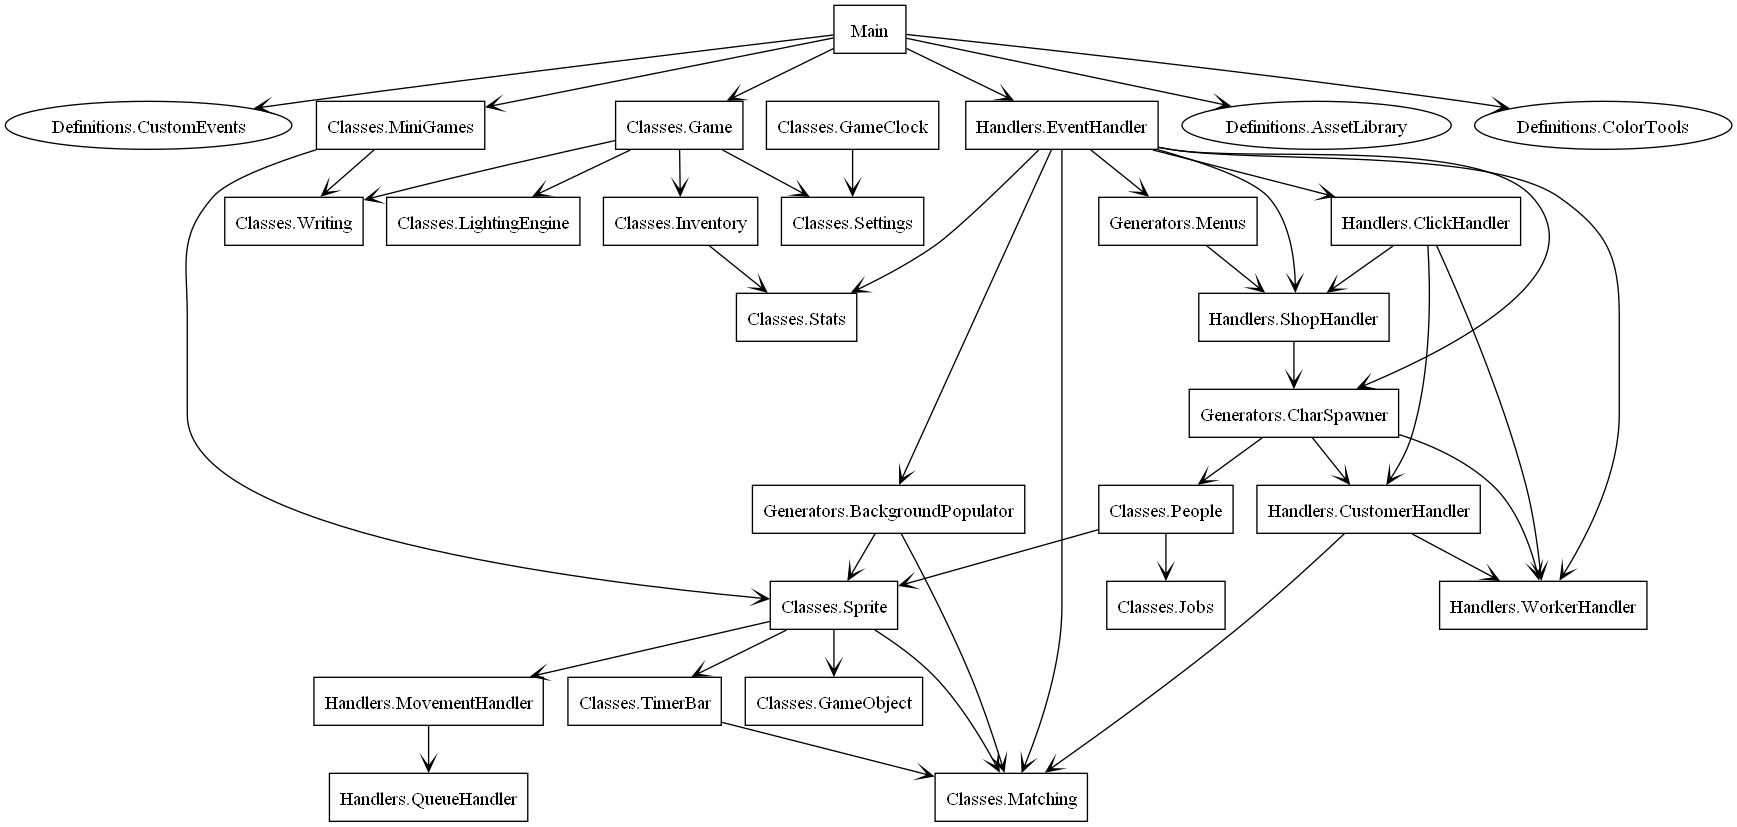 Main
Definitions.CustomEvents
Classes.MiniGames
Classes.Game
Classes.GameClock
Handlers.EventHandler
Definitions.AssetLibrary
Definitions.ColorTools
Classes.Writing
Classes.LightingEngine
Classes.Inventory
Classes.Settings
Generators.Menus
Handlers.ClickHandler
Classes.Stats
Handlers.ShopHandler
Generators.CharSpawner
Generators.BackgroundPopulator
Classes.People
Handlers.CustomerHandler
Classes.Sprite
Classes.Jobs
Handlers.WorkerHandler
Handlers.MovementHandler
Classes.TimerBar
Classes.GameObject
Handlers.QueueHandler
Classes.Matching